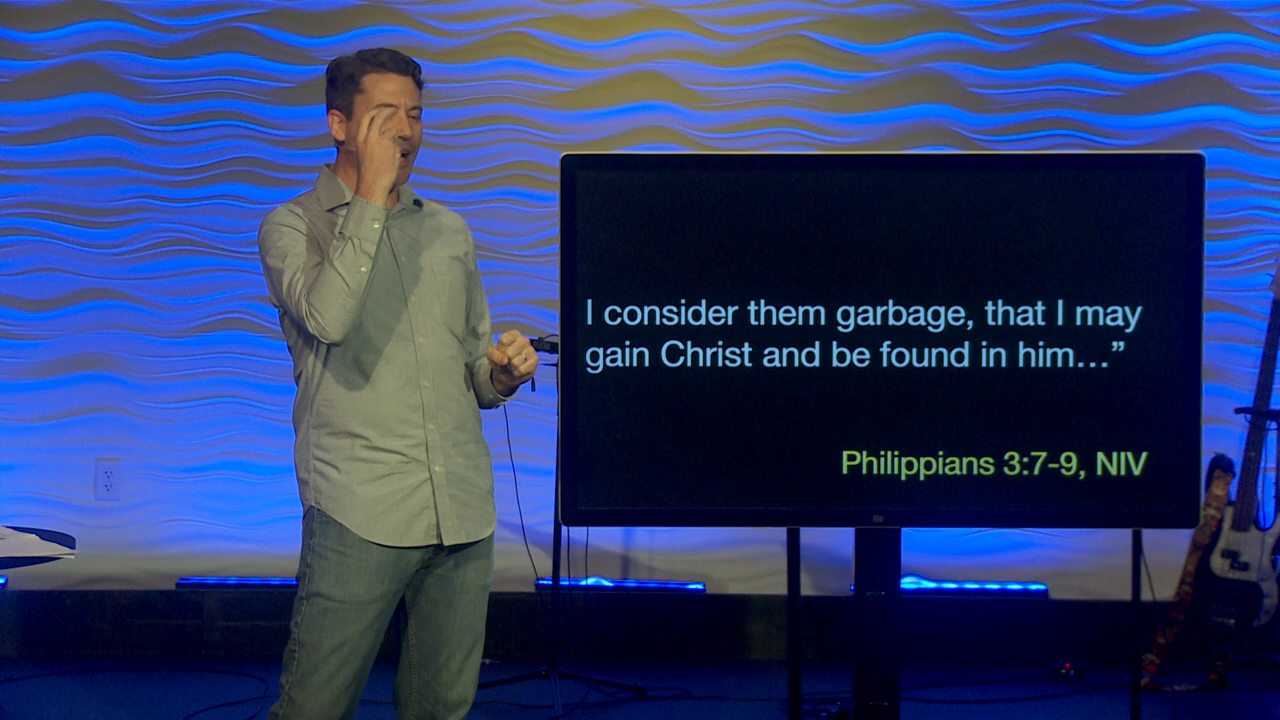 I consider them garbage, that I may
gain Christ and be found in him…”
Philippians 3:7-9, NIV